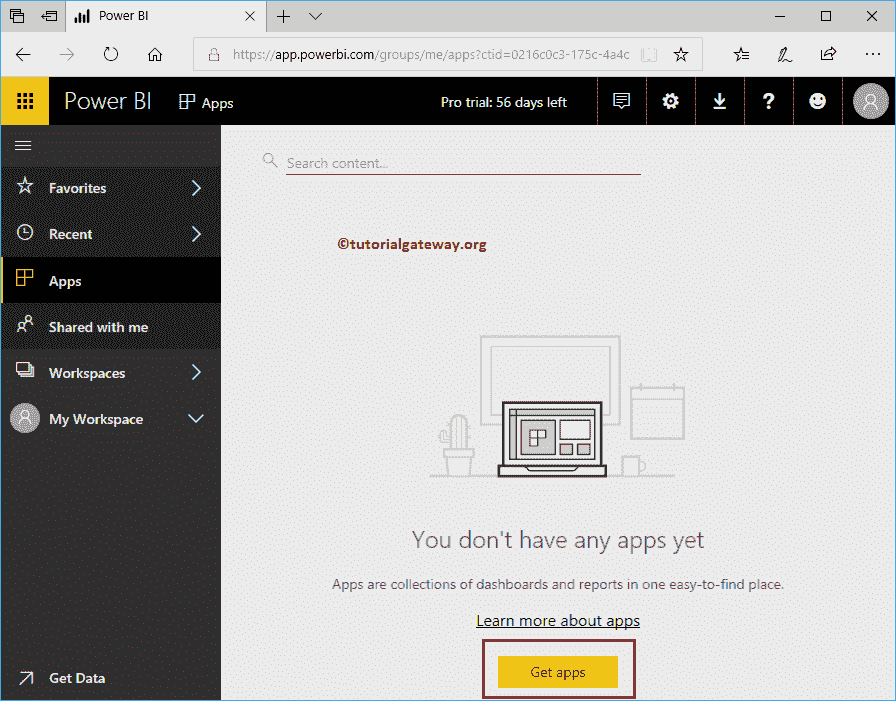 Power BI
https://app.powerbi.com/groups/me/apps?ctid=0216c0c3-175c-4a4c
Power BI Apps Pro trial: 56 days left
Search content...
Favorites
Recent
©tutorialgateway.org
Apps
Shared with me
Workspaces
My Workspace
You don't have any apps yet
Apps are collections of dashboards and reports in one easy-to-find place.
Learn more about apps
Get apps
Get Data